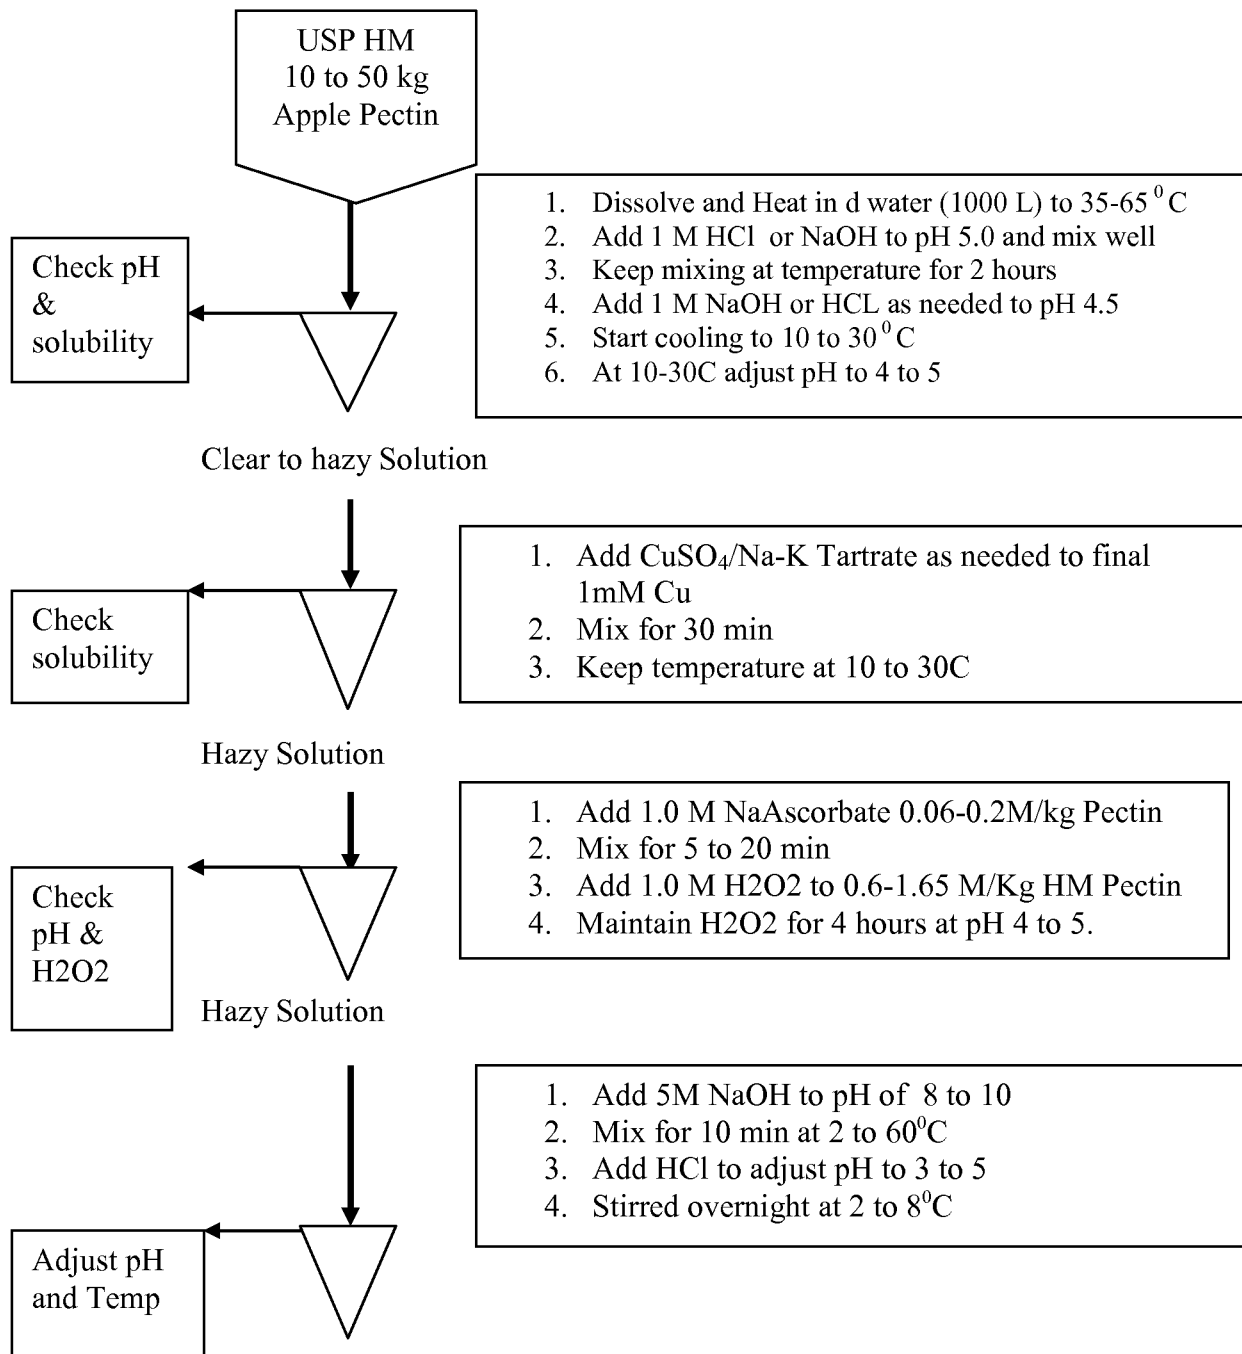 USP HM
10 to 50 kg
Apple Pectin
1. Dissolve and Heat in d water (1000 L) to 35-65⁰C
2. Add 1 M HCl or NaOH to pH 5.0 and mix well
3. Keep mixing at temperature for 2 hours
4. Add 1 M NaOH or HCL as needed to pH 4.5
5. Start cooling to 10 to 30⁰C
6. At 10-30C adjust pH to 4 to 5
Check pH
&
solubility
Clear to hazy Solution
1. Add CuSO₄/Na-K Tartrate as needed to final
1mM Cu
2. Mix for 30 min
3. Keep temperature at 10 to 30C
Check
solubility
Hazy Solution
1. Add 1.0 M NaAscorbate 0.06-0.2M/kg Pectin
2. Mix for 5 to 20 min
3. Add 1.0 M H2O2 to 0.6-1.65 M/Kg HM Pectin
4. Maintain H2O2 for 4 hours at pH 4 to 5.
Check
pH &
H2O2
Hazy Solution
1. Add 5M NaOH to pH of 8 to 10
2. Mix for 10 min at 2 to 60⁰C
3. Add HCl to adjust pH to 3 to 5
4. Stirred overnight at 2 to 8⁰C
Adjust pH
and Temp